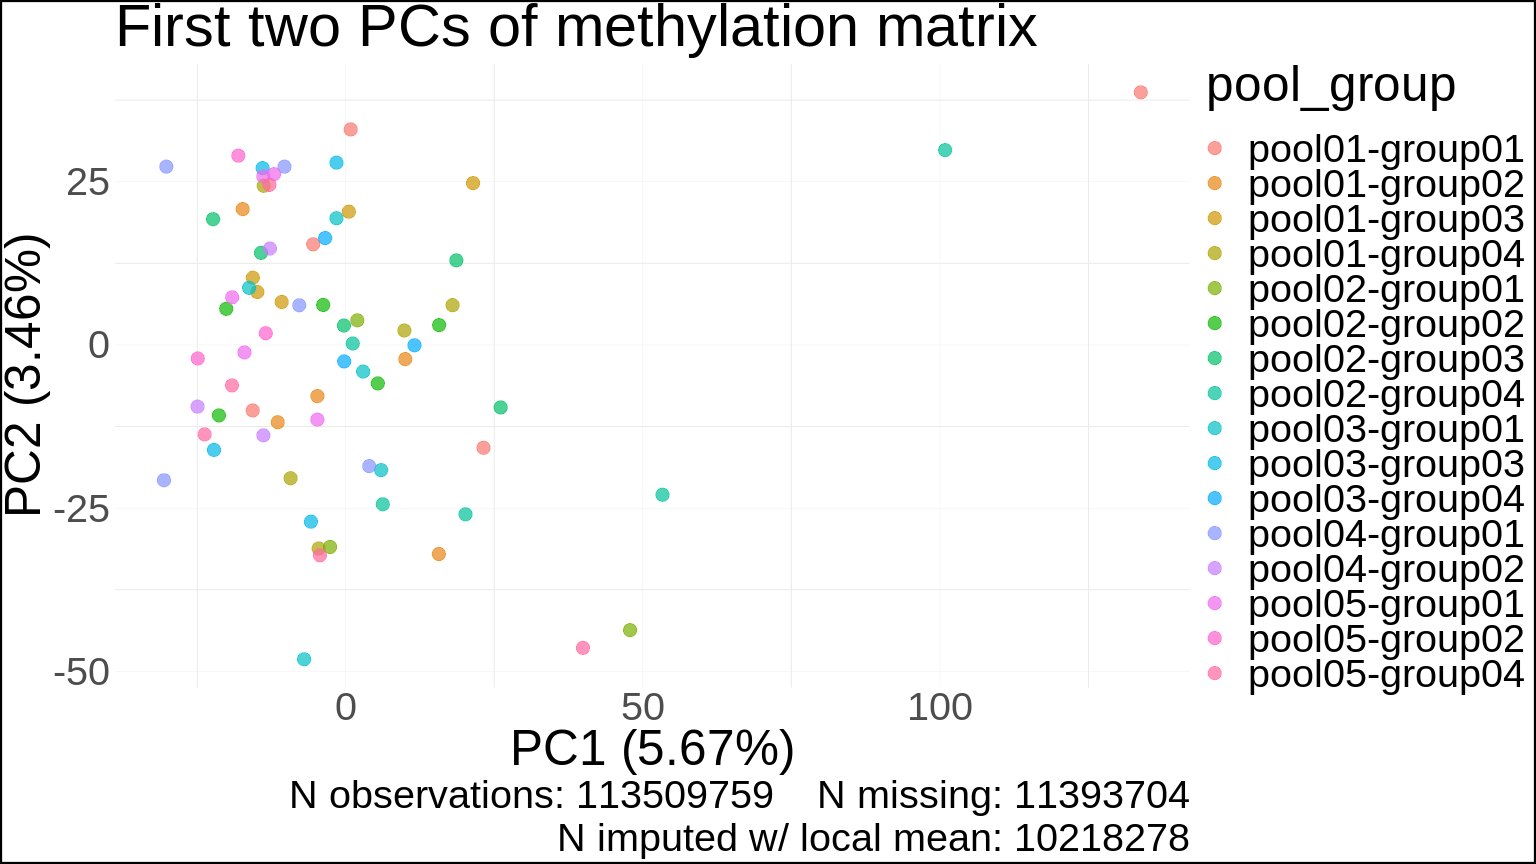 First two PCs of methylation matrix
pool_group
pool01-group01
pool01-group02
pool01-group03
pool01-group04
pool02-group01
pool02-group02
pool02-group03
pool02-group04
pool03-group01
pool03-group03
pool03-group04
pool04-group01
pool04-group02
pool05-group01
pool05-group02
pool05-group04
PC2 (3.46%)
25
0
-25
-50
0 50 100
PC1 (5.67%)
N observations: 113509759 N missing: 11393704
N imputed w/ local mean: 10218278